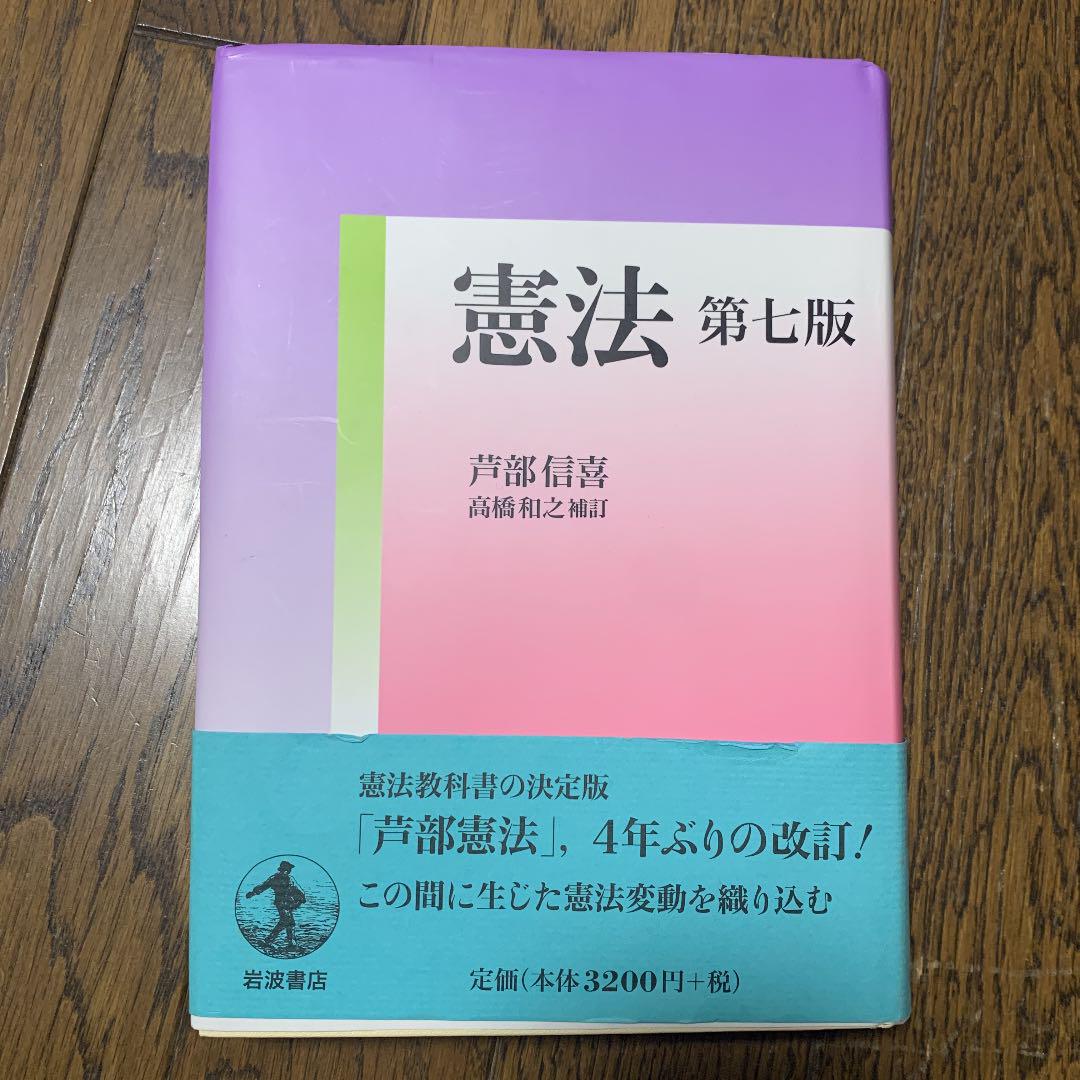 憲法 第七版
芦部信喜
高橋和之補訂
憲法教科書の決定版
「芦部憲法」, 4年ぶりの改訂!
この間に生じた憲法変動を織り込む
岩波書店
定価(本体3200円+税)